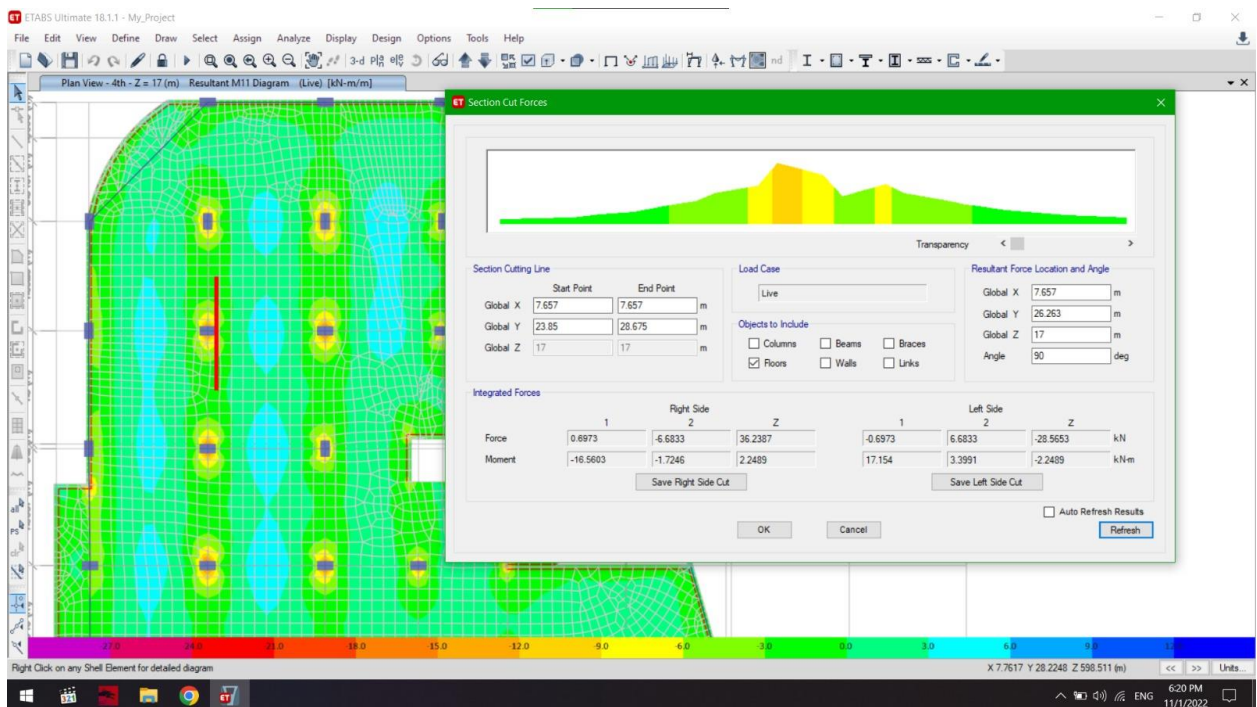 ETABS Ultimate 18.1.1 - My_Project
File Edit View Define Draw Select Assign Analyze Display Design Options Tools Help
3-d
nd
Plan View - 4th - Z = 17 (m) Resultant M11 Diagram (Live) [kN-m/m]
Section Cut Forces
Transparency
Section Cutting Line
Start Point End Point
Global X 7.657 7.657 m
Global Y 23.85 28.675 m
Global Z 17 17 m
Load Case
Live
Objects to Include
Columns Beams Braces
Floors Walls Links
Resultant Force Location and Angle
Global X 7.657 m
Global Y 26.263 m
Global Z 17 m
Angle 90 deg
Integrated Forces
Right Side Left Side
1 2 Z 1 2 Z
Force 0.6973 -6.6833 36.2387 -0.6973 6.6833 -28.5653 kN
Moment -16.5603 -1.7246 2.2489 17.154 3.3991 -2.2489 kN-m
Save Right Side Cut Save Left Side Cut
Auto Refresh Results
OK Cancel Refresh
all
PS
clr
-27.0 -24.0 -21.0 -18.0 -15.0 -12.0 -9.0 -6.0 -3.0 0.0 3.0 6.0 9.0 12.0
Right Click on any Shell Element for detailed diagram
X 7.7617 Y 28.2248 Z 598.511 (m)
<< >> Units...
ENG
6:20 PM
11/1/2022